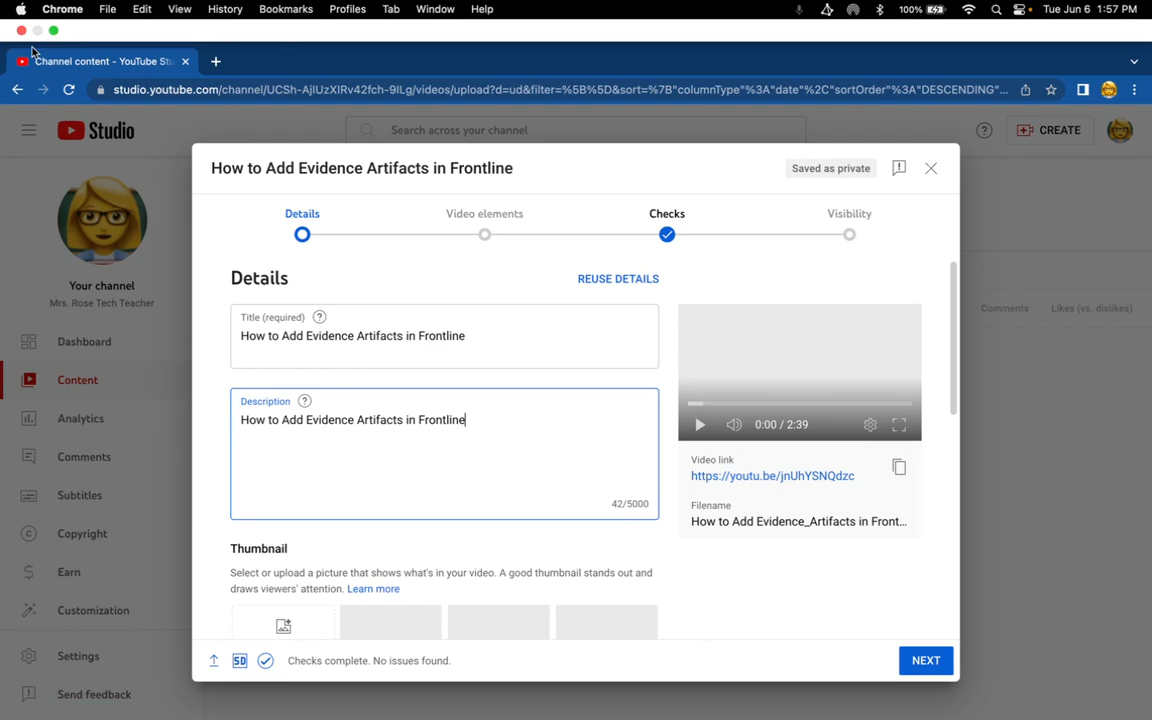 Chrome File Edit View History Bookmarks Profiles Tab Window Help 100% Tue Jun 6 1:57 PM
Channel content - YouTube Stu
studio.youtube.com/channel/UCSh-AjIUzXIRv42fch-9ILg/videos/upload?d=ud&filter=%5B%5D&sort=%7B"columnType"%3A"date"%2C"sortOrder"%3A"DESCENDING"...
Studio
Search across your channel
CREATE
Your channel
Mrs. Rose Tech Teacher
Dashboard
Content
Analytics
Comments
Subtitles
Copyright
Earn
Customization
Settings
Send feedback
How to Add Evidence Artifacts in Frontline
Saved as private
Details Video elements Checks Visibility
Details
REUSE DETAILS
Title (required)
How to Add Evidence Artifacts in Frontline
Description
How to Add Evidence Artifacts in Frontline
42/5000
Thumbnail
Select or upload a picture that shows what's in your video. A good thumbnail stands out and
draws viewers' attention. Learn more
0:00 / 2:39
Video link
https://youtu.be/jnUhYSNQdzc
Filename
How to Add Evidence_Artifacts in Front...
SD Checks complete. No issues found.
NEXT
Comments Likes (vs. dislikes)